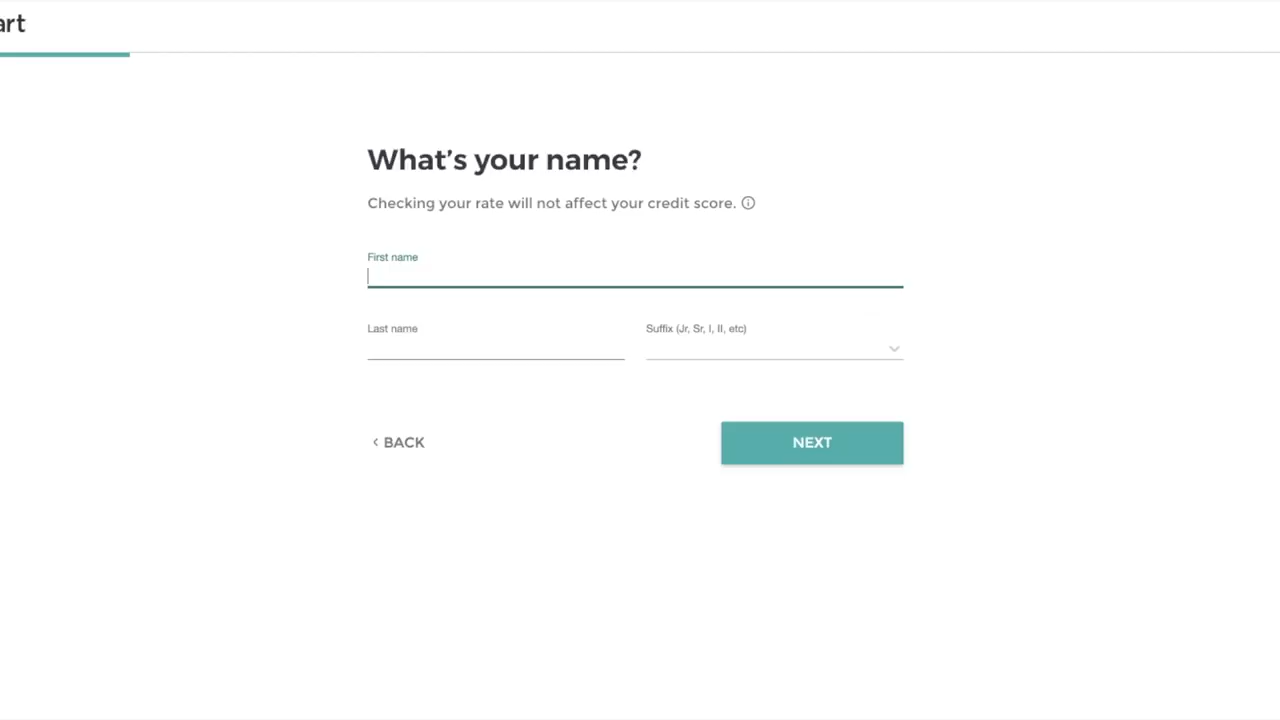 art
What's your name?
Checking your rate will not affect your credit score.
First name
Last name
Suffix (Jr, Sr, I, II, etc)
‹ BACK
NEXT